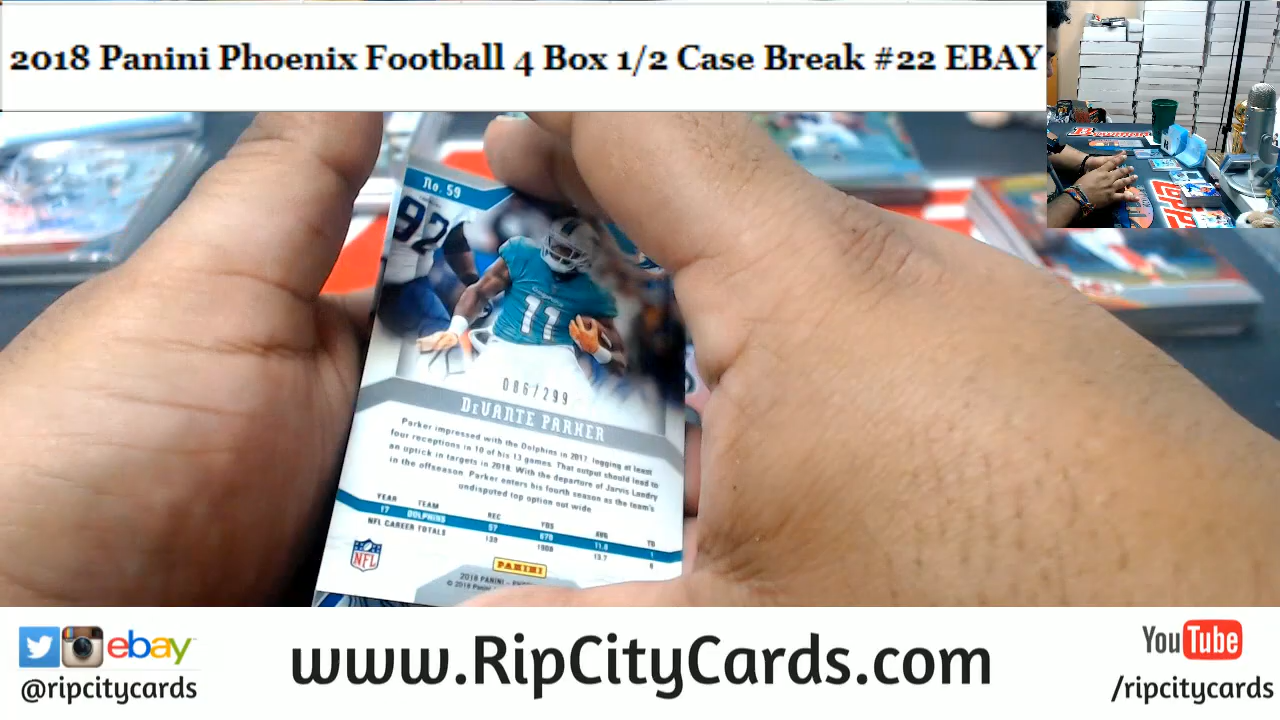 2018 Panini Phoenix Football 4 Box 1/2 Case Break #22 EBAY
No. 59
92
11
086/299
DEVANTE PARKER
Parker impressed with the Dolphins in 2017 logging at least
four receptions in 10 of his 13 games. That output should lead to
an uptick in targets in 2018. With the departure of Jarvis Landry
in the offseason, Parker enters his fourth season as the team's
undisputed top option out wide
YEAR TEAM REC YDS AVG TD
17 DOLPHINS 57 670 11.8 1
NFL CAREER TOTALS 139 1908 13.7 8
NFL
PANINI
2018 PANINI
ebay
@ripcitycards
www.RipCityCards.com
YouTube
/ripcitycards